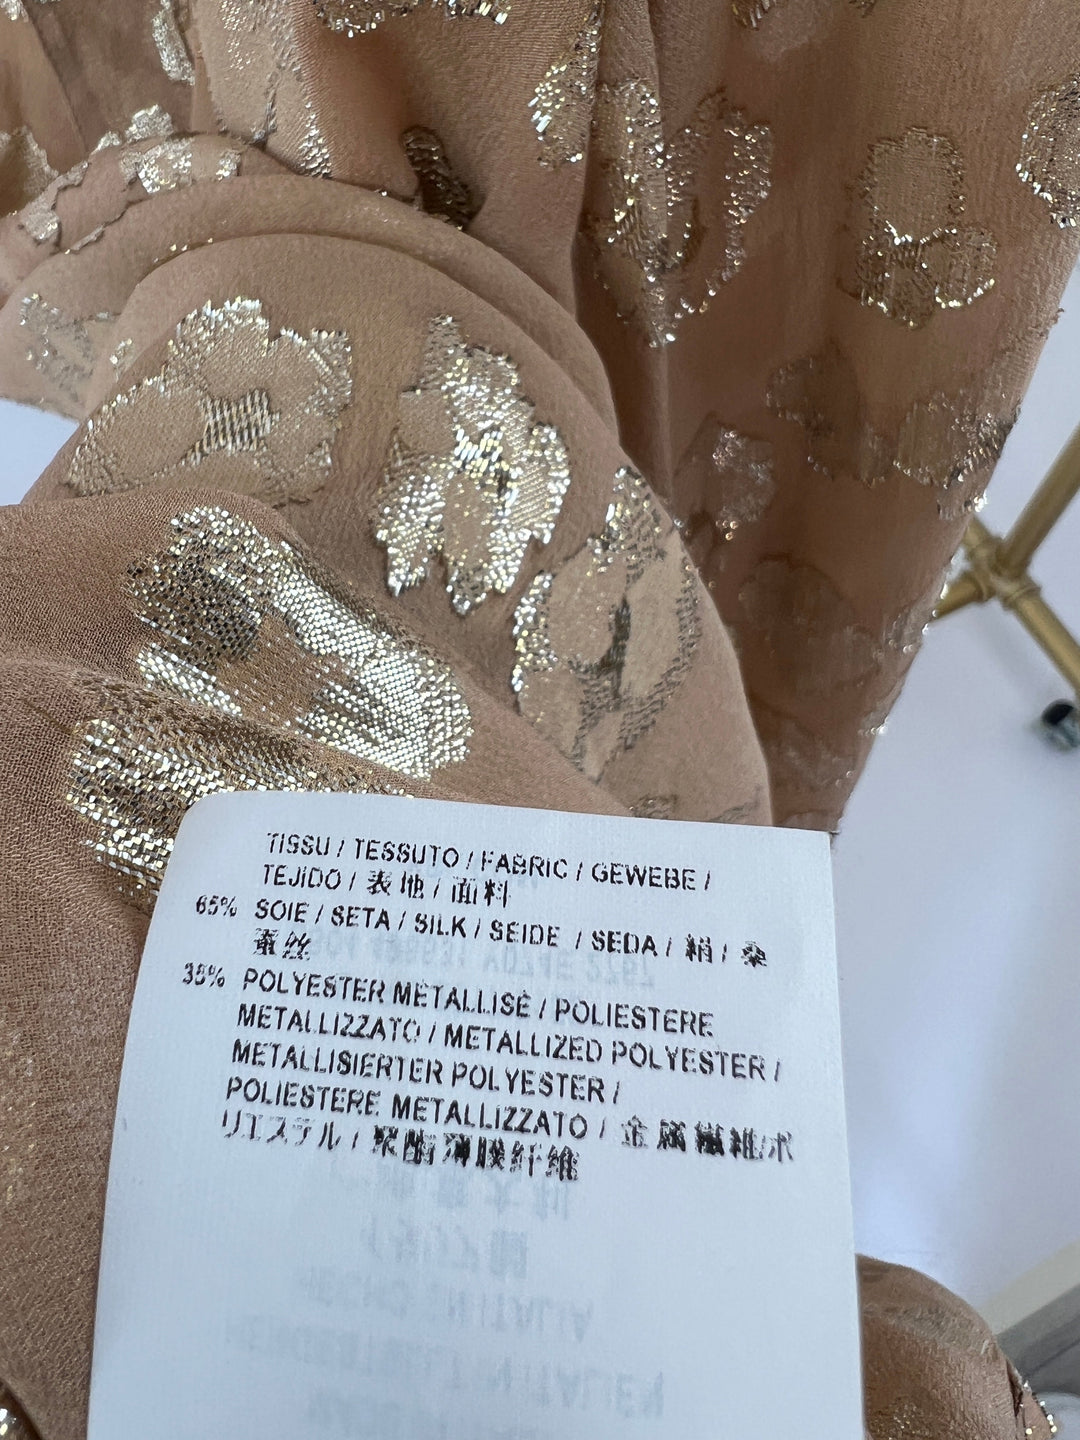 TISSU / TESSUTO / FABRIC / GEWEBE /
TEJIDO / 表地 / 面料
65% SOIE / SETA / SILK / SEIDE / SEDA / 絹 / 桑
蚕丝
35% POLYESTER MÉTALLISÉ / POLIESTERE
METALLIZZATO / METALLIZED POLYESTER /
METALLISIERTER POLYESTER /
POLIESTERE METALLIZZATO / 金属繊維ポ
リエステル / 聚酯薄膜纤维